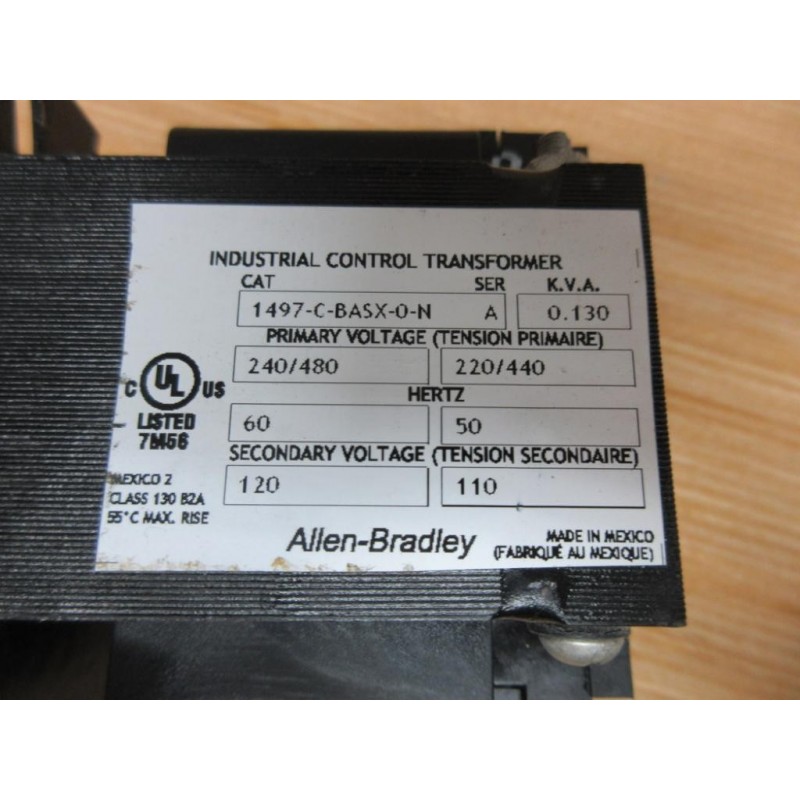 INDUSTRIAL CONTROL TRANSFORMER
CAT SER K.V.A.
1497-C-BASX-0-N A 0.130
PRIMARY VOLTAGE (TENSION PRIMAIRE)
240/480 220/440
HERTZ
60 50
SECONDARY VOLTAGE (TENSION SECONDAIRE)
120 110
C UL US
LISTED
7M56
MEXICO 2
CLASS 130 B2A
55°C MAX. RISE
Allen-Bradley
MADE IN MEXICO
(FABRIQUÉ AU MEXIQUE)